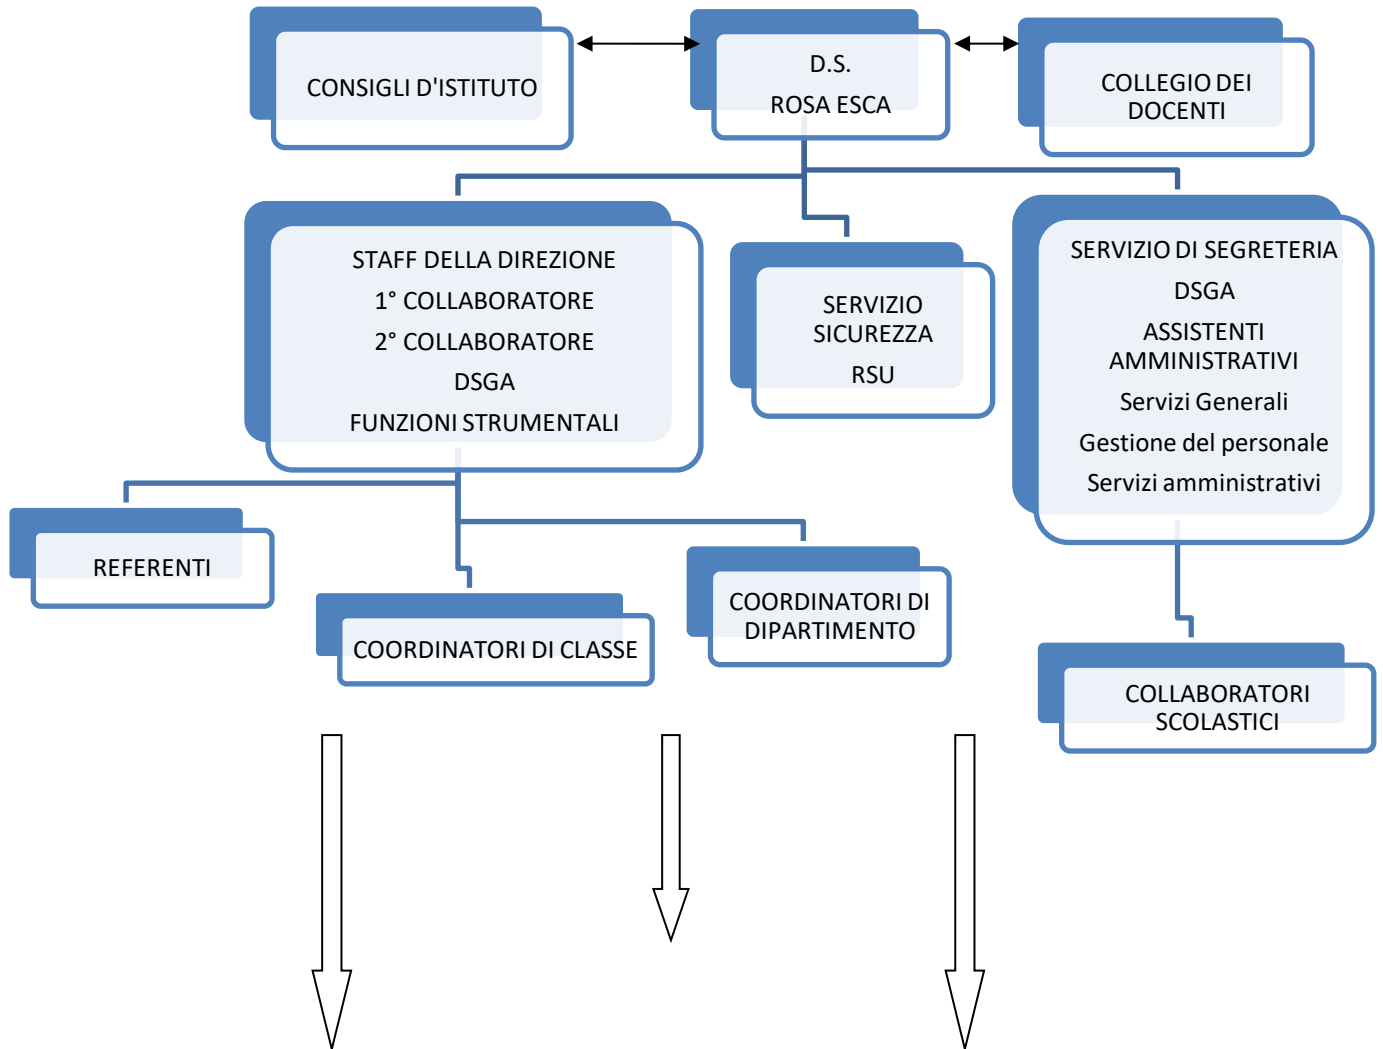 CONSIGLI D'ISTITUTO
D.S.
ROSA ESCA
COLLEGIO DEI
DOCENTI
STAFF DELLA DIREZIONE
1° COLLABORATORE
2° COLLABORATORE
DSGA
FUNZIONI STRUMENTALI
SERVIZIO
SICUREZZA
RSU
SERVIZIO DI SEGRETERIA
DSGA
ASSISTENTI
AMMINISTRATIVI
Servizi Generali
Gestione del personale
Servizi amministrativi
REFERENTI
COORDINATORI DI CLASSE
COORDINATORI DI
DIPARTIMENTO
COLLABORATORI
SCOLASTICI